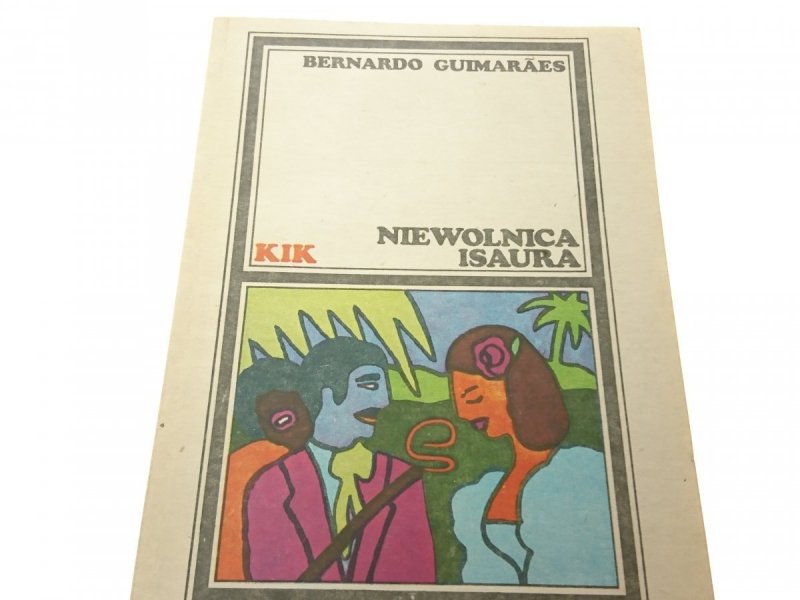 BERNARDO GUIMARÃES
NIEWOLNICA
KIK ISAURA